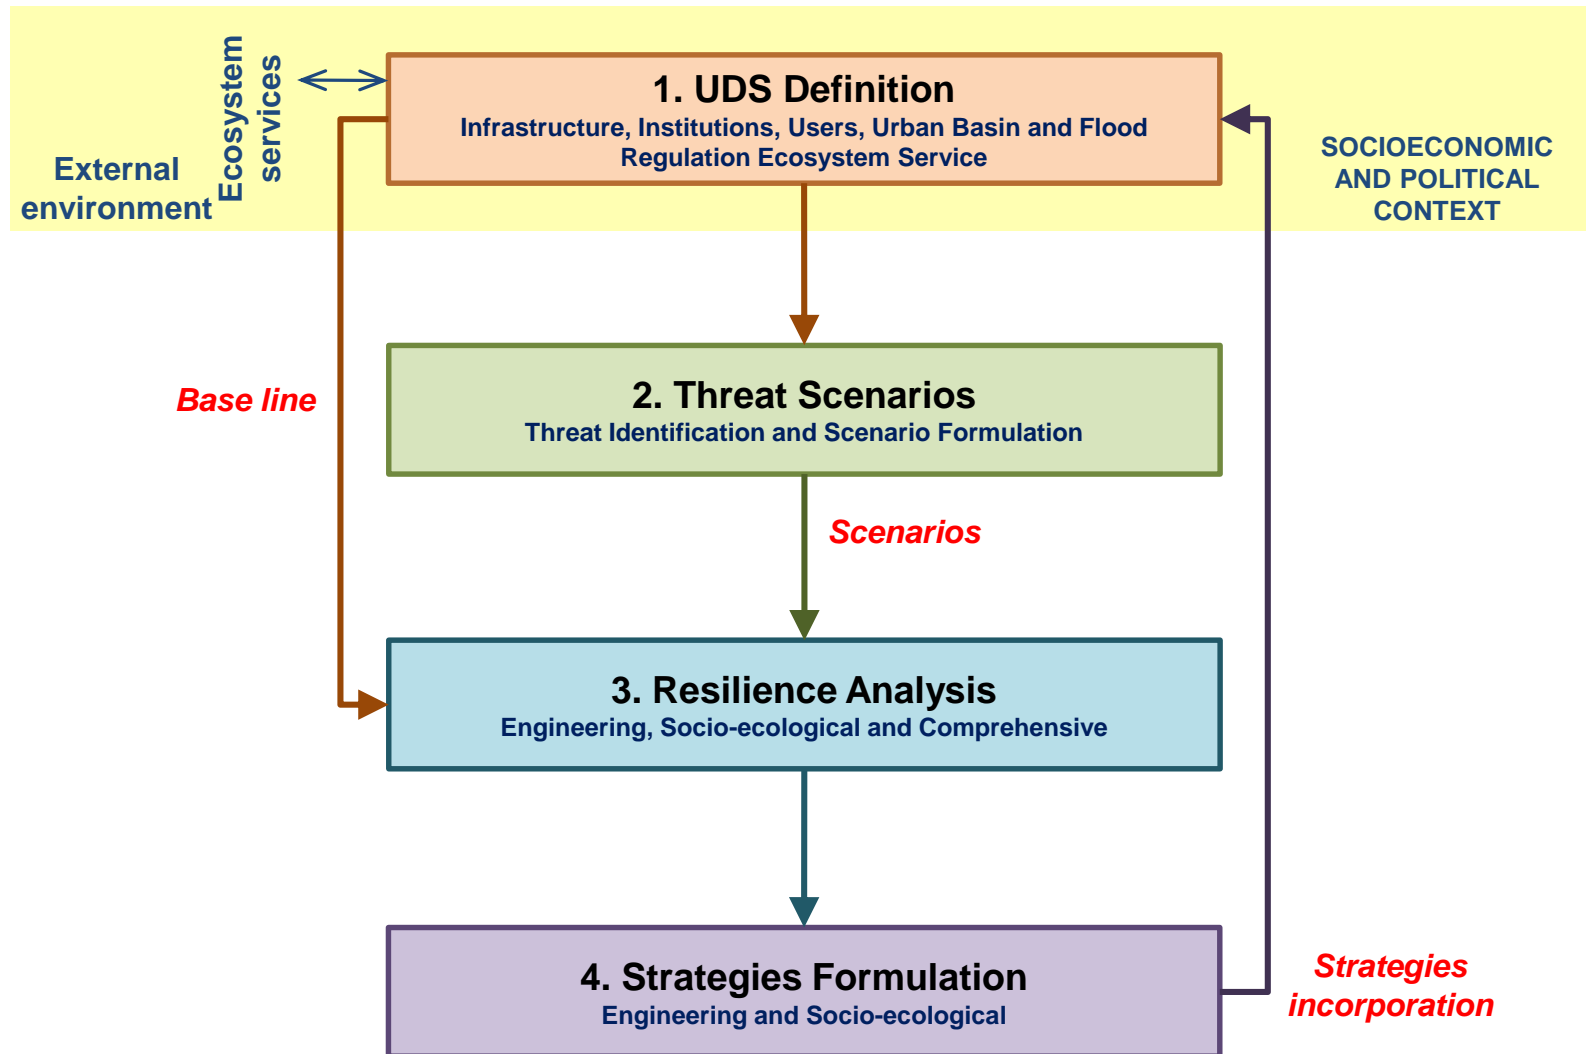 Ecosystem
services
External
environment
1. UDS Definition
Infrastructure, Institutions, Users, Urban Basin and Flood
Regulation Ecosystem Service
SOCIOECONOMIC
AND POLITICAL
CONTEXT
Base line
2. Threat Scenarios
Threat Identification and Scenario Formulation
Scenarios
3. Resilience Analysis
Engineering, Socio-ecological and Comprehensive
4. Strategies Formulation
Engineering and Socio-ecological
Strategies
incorporation